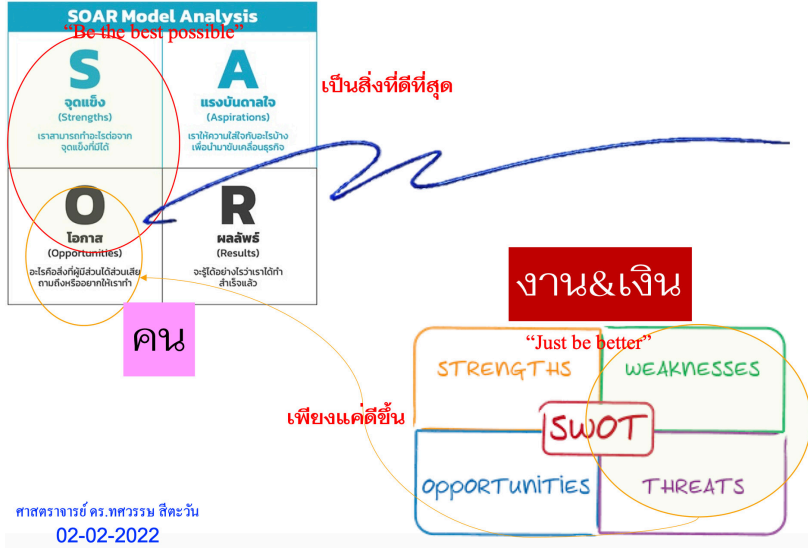 SOAR Model Analysis
“Be the best possible”
S
จุดแข็ง
(Strengths)
เราสามารถทำอะไรต่อจาก
จุดแข็งที่มีได้
A
แรงบันดาลใจ
(Aspirations)
เราให้ความใส่ใจกับอะไรบ้าง
เพื่อนำมาขับเคลื่อนธุรกิจ
เป็นสิ่งที่ดีที่สุด
O
โอกาส
(Opportunities)
อะไรคือสิ่งที่ผู้มีส่วนได้ส่วนเสีย
ถามถึงหรืออยากให้เราทำ
R
ผลลัพธ์
(Results)
จะรู้ได้อย่างไรว่าเราได้ทำ
สำเร็จแล้ว
งาน&เงิน
คน
“Just be better”
STRENGTHS
WEAKNESSES
เพียงแค่ดีขึ้น
SWOT
OPPORTUNITIES
THREATS
ศาสตราจารย์ ดร.ทศวรรษ สีตะวัน
02-02-2022